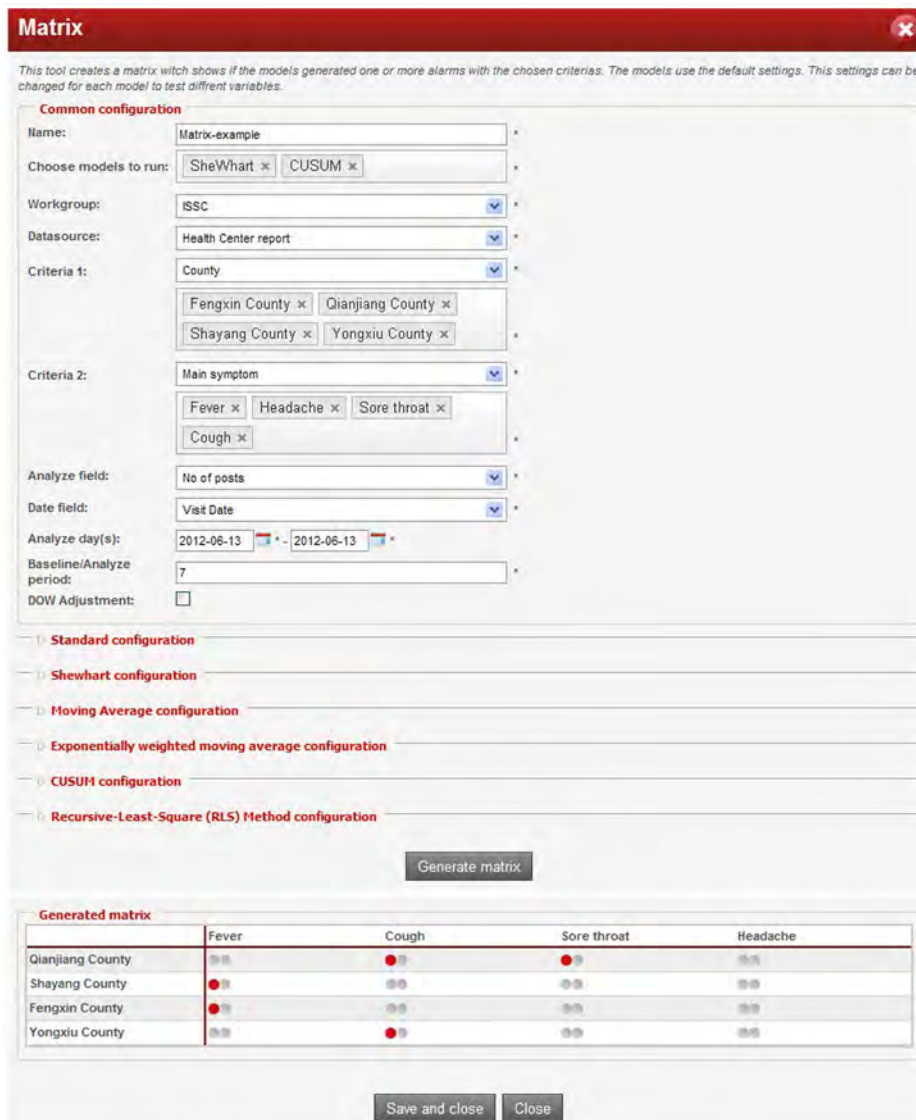 Matrix
This tool creates a matrix witch shows if the models generated one or more alarms with the chosen criterias. The models use the default settings. This settings can be
changed for each model to test diffrent variables.
Common configuration
Name: Matrix-example *
Choose models to run: SheWhart × CUSUM × *
Workgroup: ISSC *
Datasource: Health Center report *
Criteria 1: County *
Fengxin County × Qianjiang County ×
Shayang County × Yongxiu County × *
Criteria 2: Main symptom *
Fever × Headache × Sore throat ×
Cough × *
Analyze field: No of posts *
Date field: Visit Date *
Analyze day(s): 2012-06-13 * - 2012-06-13 *
Baseline/Analyze
period: 7 *
DOW Adjustment:
Standard configuration
Shewhart configuration
Moving Average configuration
Exponentially weighted moving average configuration
CUSUM configuration
Recursive-Least-Square (RLS) Method configuration
Generate matrix
Generated matrix
Fever Cough Sore throat Headache
Qianjiang County
Shayang County
Fengxin County
Yongxiu County
Save and close Close